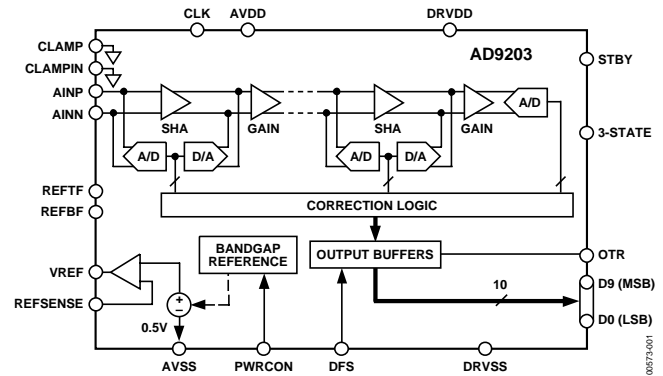 CLK
AVDD
DRVDD
CLAMP
CLAMPIN
AINP
AINN
AD9203
STBY
SHA
GAIN
SHA
GAIN
A/D
A/D
D/A
A/D
D/A
3-STATE
REFTF
REFBF
CORRECTION LOGIC
BANDGAP
REFERENCE
OUTPUT BUFFERS
OTR
VREF
REFSENSE
+
–
0.5V
10
D9 (MSB)
D0 (LSB)
AVSS
PWRCON
DFS
DRVSS
00573-001